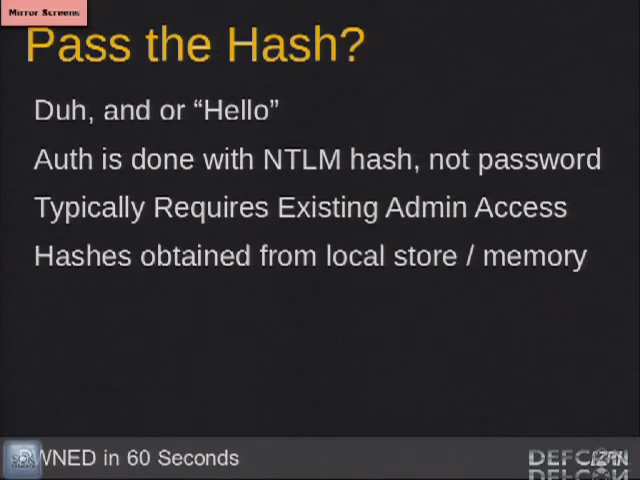 Mirror Screens
Pass the Hash?
Duh, and or “Hello”
Auth is done with NTLM hash, not password
Typically Requires Existing Admin Access
Hashes obtained from local store / memory
WNED in 60 Seconds
DEFCON